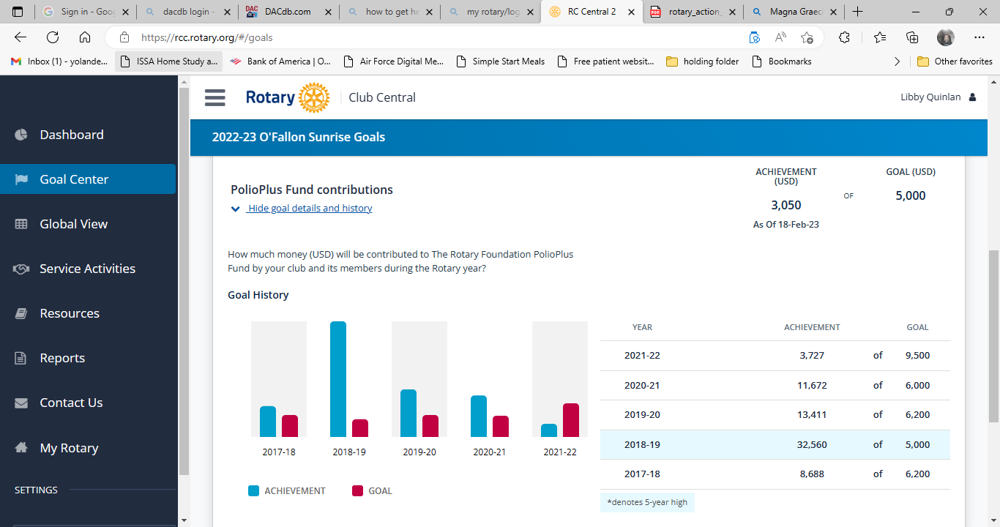 Sign in - Goog
dacdb login -
DAC db
DACdb.com
how to get he
my rotary/log
RC Central 2
PDF
rotary_action_
Magna Graec
https://rcc.rotary.org/#/goals
Inbox (1) - yolande...
ISSA Home Study a...
Bank of America | O...
Air Force Digital Me...
Simple Start Meals
Free patient websit...
holding folder
Bookmarks
Other favorites
Rotary
Club Central
Libby Quinlan
Dashboard
Goal Center
Global View
Service Activities
Resources
Reports
Contact Us
My Rotary
SETTINGS
2022-23 O'Fallon Sunrise Goals
PolioPlus Fund contributions
Hide goal details and history
ACHIEVEMENT
(USD)
3,050
As Of 18-Feb-23
OF
GOAL (USD)
5,000
How much money (USD) will be contributed to The Rotary Foundation PolioPlus
Fund by your club and its members during the Rotary year?
Goal History
2017-18 2018-19 2019-20 2020-21 2021-22
ACHIEVEMENT GOAL
YEAR ACHIEVEMENT GOAL
2021-22 3,727 of 9,500
2020-21 11,672 of 6,000
2019-20 13,411 of 6,200
2018-19 32,560 of 5,000
2017-18 8,688 of 6,200
*denotes 5-year high